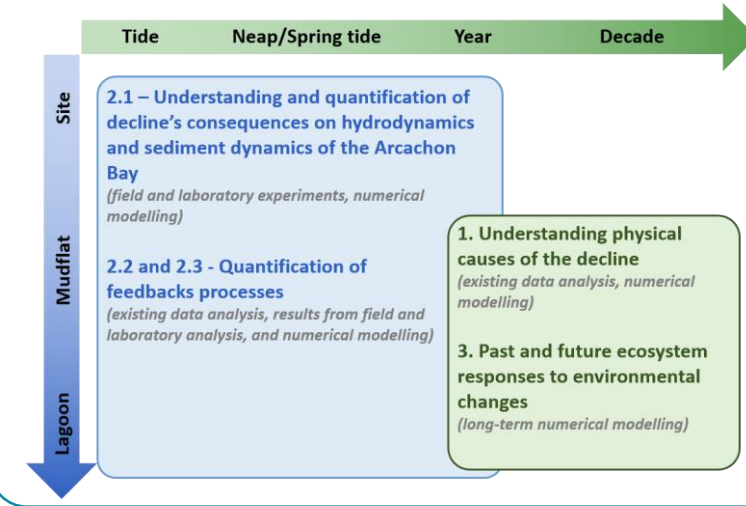 Tide Neap/Spring tide Year Decade
Site
Mudflat
Lagoon
2.1 – Understanding and quantification of
decline's consequences on hydrodynamics
and sediment dynamics of the Arcachon
Bay
(field and laboratory experiments, numerical
modelling)
2.2 and 2.3 - Quantification of
feedbacks processes
(existing data analysis, results from field and
laboratory analysis, and numerical modelling)
1. Understanding physical
causes of the decline
(existing data analysis, numerical
modelling)
3. Past and future ecosystem
responses to environmental
changes
(long-term numerical modelling)